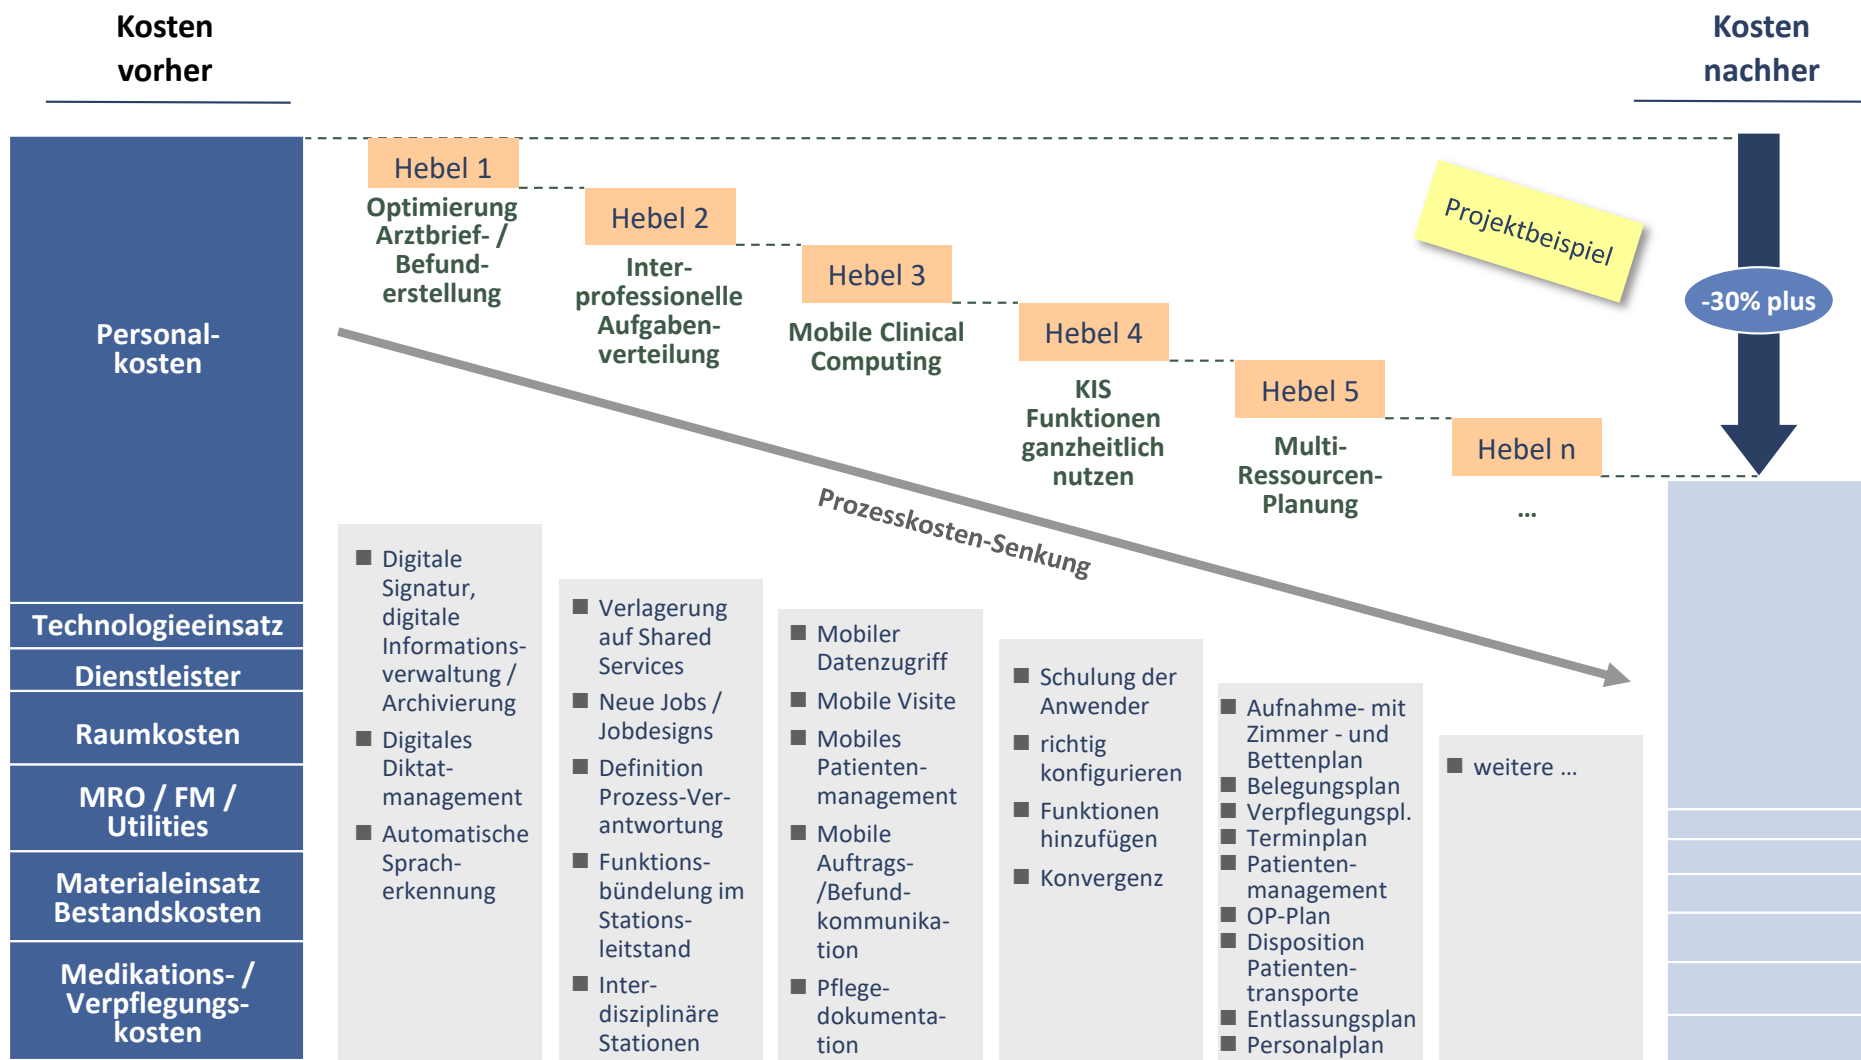 Kosten
vorher
Kosten
nachher
Personal-
kosten
Technologieeinsatz
Dienstleister
Raumkosten
MRO / FM /
Utilities
Materialeinsatz
Bestandskosten
Medikations- /
Verpflegungs-
kosten
Hebel 1
Optimierung
Arztbrief- /
Befund-
erstellung
Hebel 2
Inter-
professionelle
Aufgaben-
verteilung
Hebel 3
Mobile Clinical
Computing
Hebel 4
KIS
Funktionen
ganzheitlich
nutzen
Hebel 5
Multi-
Ressourcen-
Planung
Hebel n
...
Projektbeispiel
-30% plus
Prozesskosten-Senkung
■ Digitale
Signatur,
digitale
Informations-
verwaltung /
Archivierung
■ Digitales
Diktat-
management
■ Automatische
Sprach-
erkennung
■ Verlagerung
auf Shared
Services
■ Neue Jobs /
Jobdesigns
■ Definition
Prozess-Ver-
antwortung
■ Funktions-
bündelung im
Stations-
leitstand
■ Inter-
disziplinäre
Stationen
■ Mobiler
Datenzugriff
■ Mobile Visite
■ Mobiles
Patienten-
management
■ Mobile
Auftrags-
/Befund-
kommunika-
tion
■ Pflege-
dokumenta-
tion
■ Schulung der
Anwender
■ richtig
konfigurieren
■ Funktionen
hinzufügen
■ Konvergenz
■ Aufnahme- mit
Zimmer - und
Bettenplan
■ Belegungsplan
■ Verpflegungspl.
■ Terminplan
■ Patienten-
management
■ OP-Plan
■ Disposition
Patienten-
transporte
■ Entlassungsplan
■ Personalplan
■ weitere ...